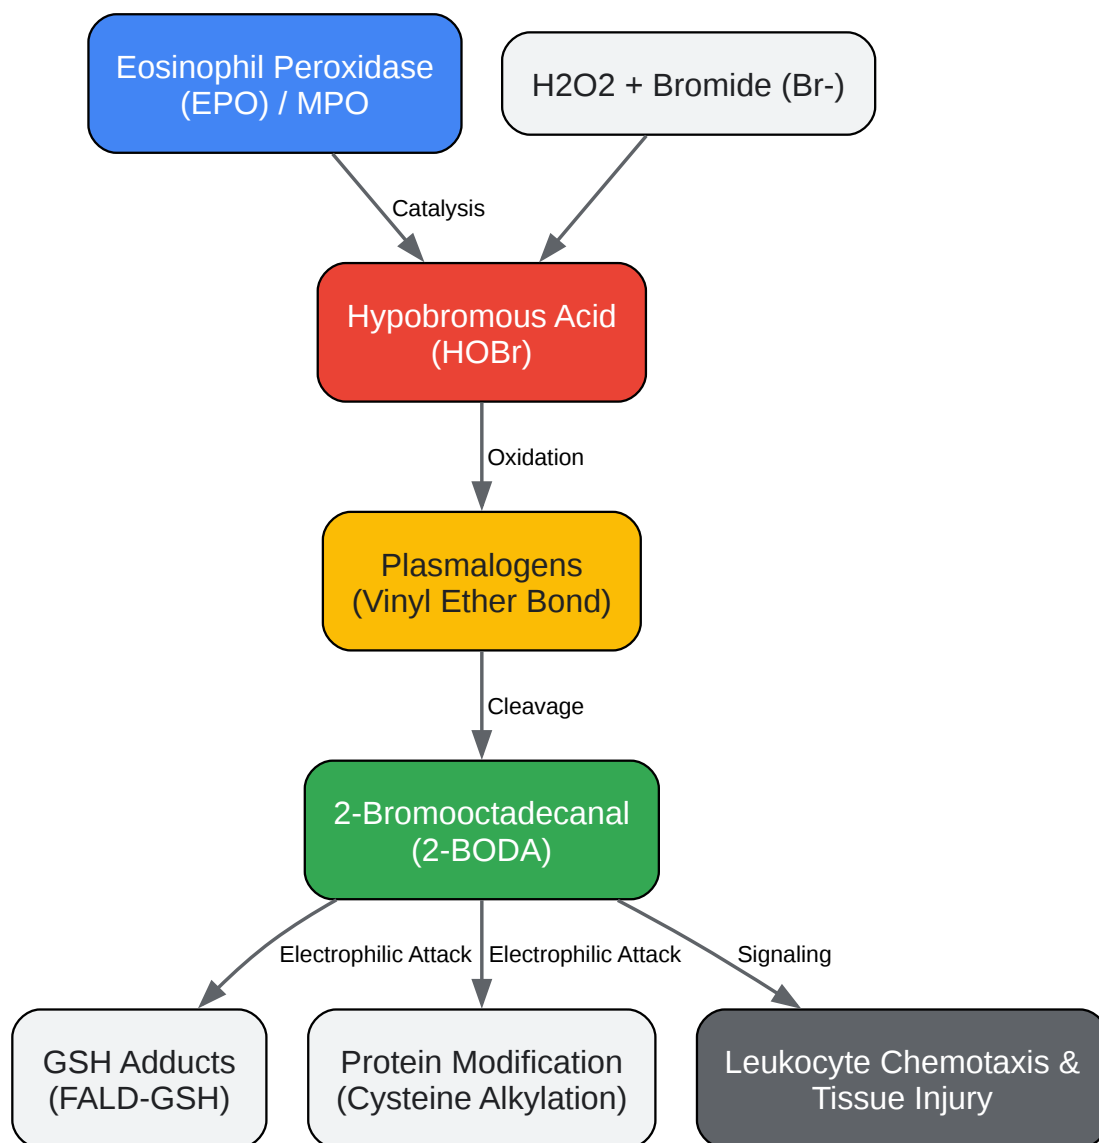 Eosinophil Peroxidase
(EPO) / MPO
H2O2 + Bromide (Br-)
Catalysis
Hypobromous Acid
(HOBr)
Oxidation
Plasmalogens
(Vinyl Ether Bond)
Cleavage
2-Bromooctadecanal
(2-BODA)
Electrophilic Attack
Electrophilic Attack
Signaling
GSH Adducts
(FALD-GSH)
Protein Modification
(Cysteine Alkylation)
Leukocyte Chemotaxis &
Tissue Injury